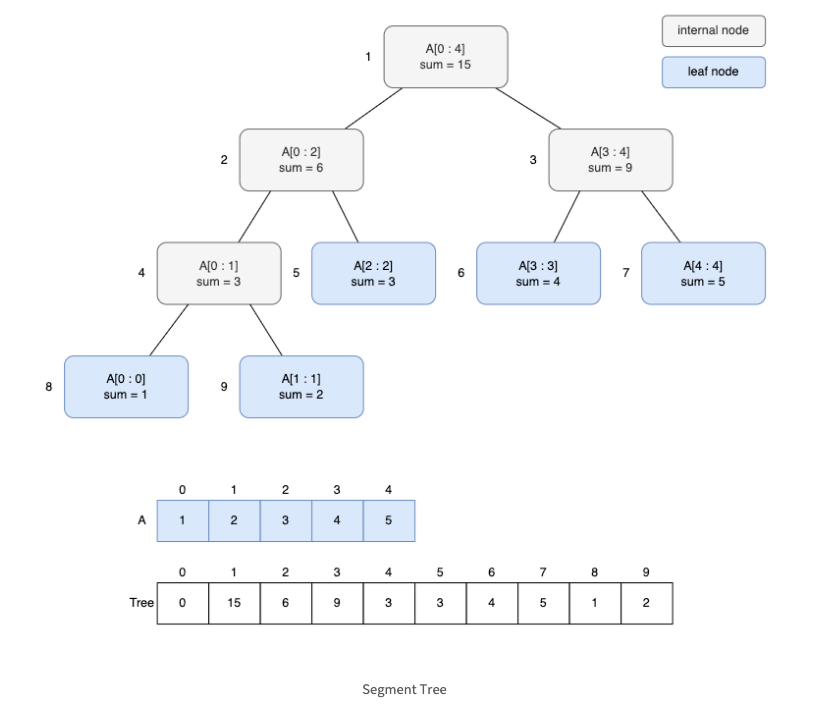 internal node
leaf node
1
A[0 : 4]
sum = 15
2
A[0 : 2]
sum = 6
3
A[3 : 4]
sum = 9
4
A[0 : 1]
sum = 3
5
A[2 : 2]
sum = 3
6
A[3 : 3]
sum = 4
7
A[4 : 4]
sum = 5
8
A[0 : 0]
sum = 1
9
A[1 : 1]
sum = 2
0 1 2 3 4
A 1 2 3 4 5
0 1 2 3 4 5 6 7 8 9
Tree 0 15 6 9 3 3 4 5 1 2
Segment Tree